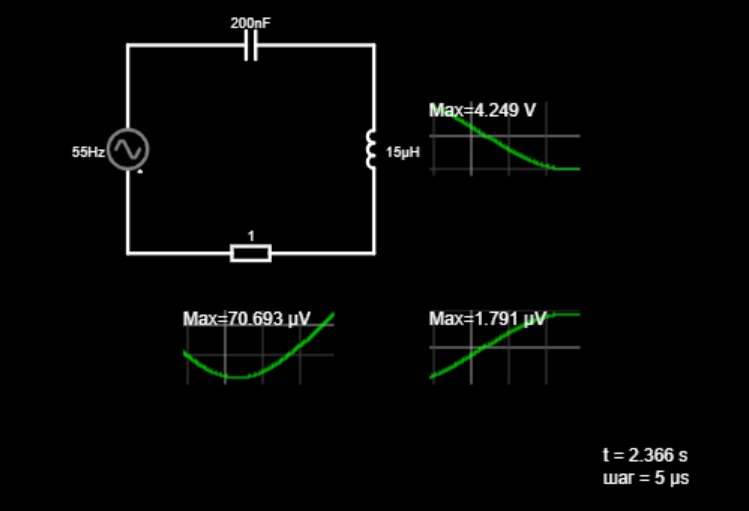 200nF
Max=4.249 V
55Hz
15µH
1
Max=70.693 µV
Max=1.791 µV
t = 2.366 s
шаг = 5 µs